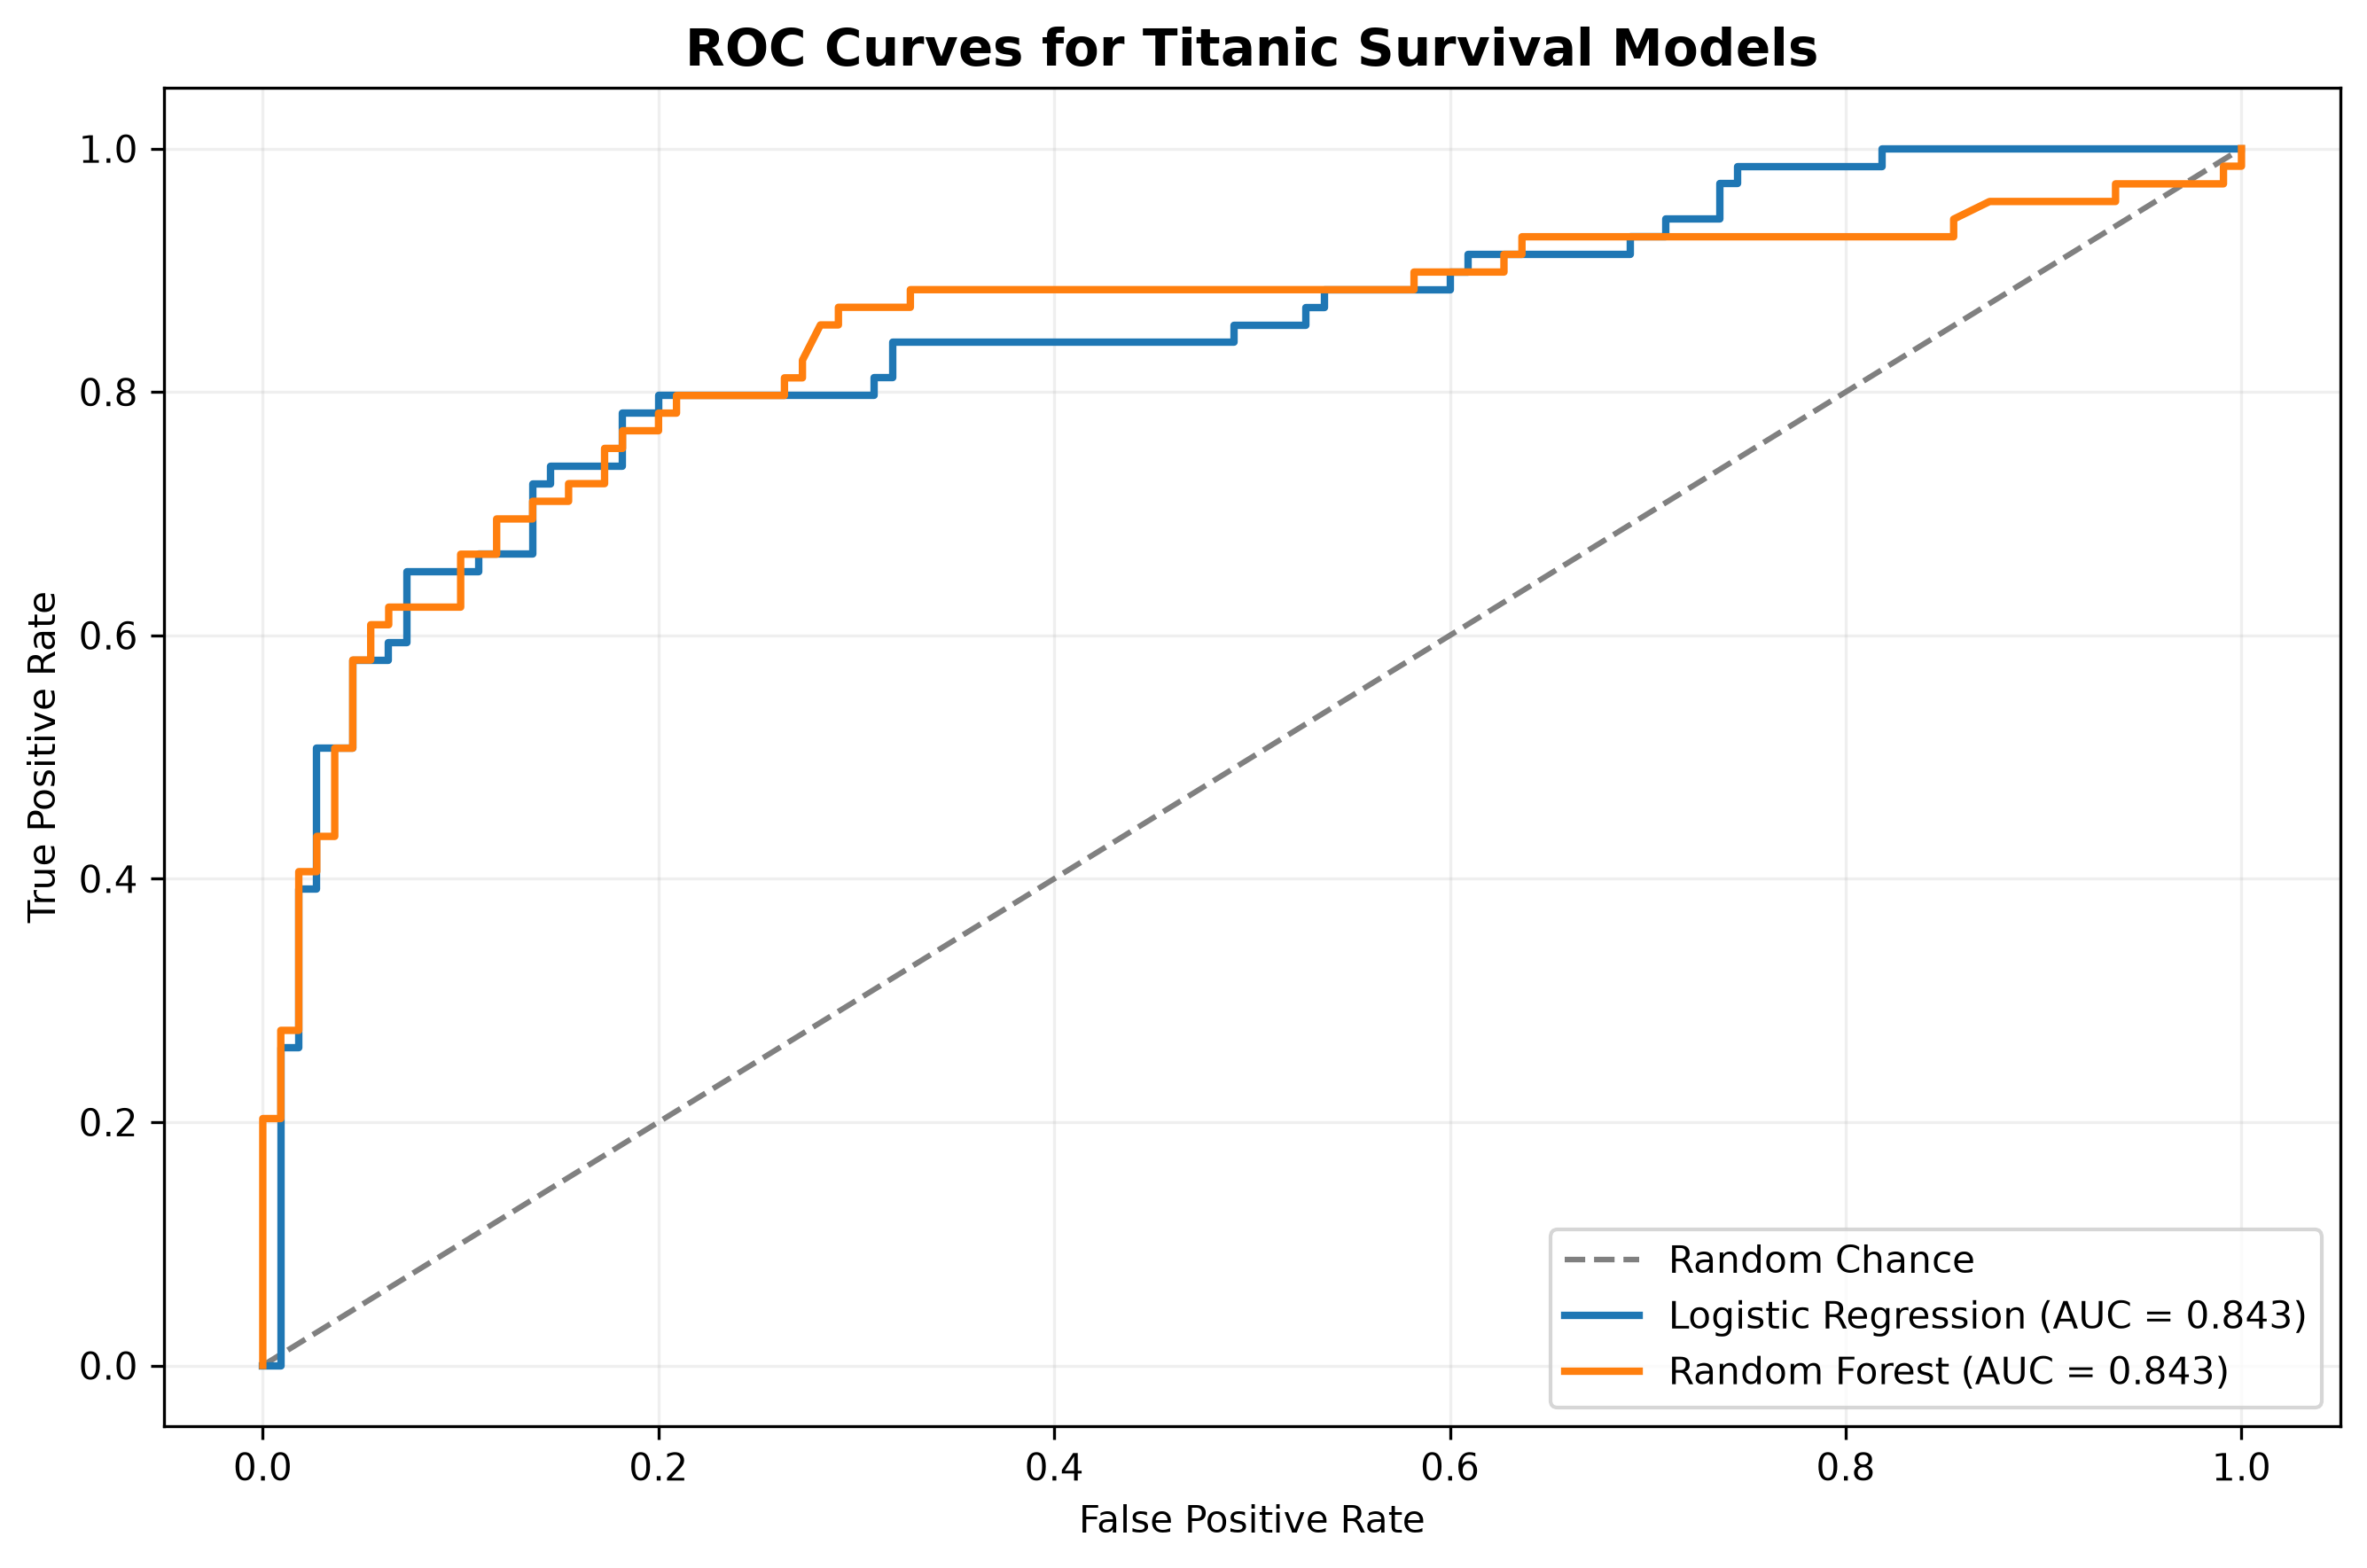 ROC Curves for Titanic Survival Models
True Positive Rate
1.0
0.8
0.6
0.4
0.2
0.0
0.0 0.2 0.4 0.6 0.8 1.0
False Positive Rate
Random Chance
Logistic Regression (AUC = 0.843)
Random Forest (AUC = 0.843)